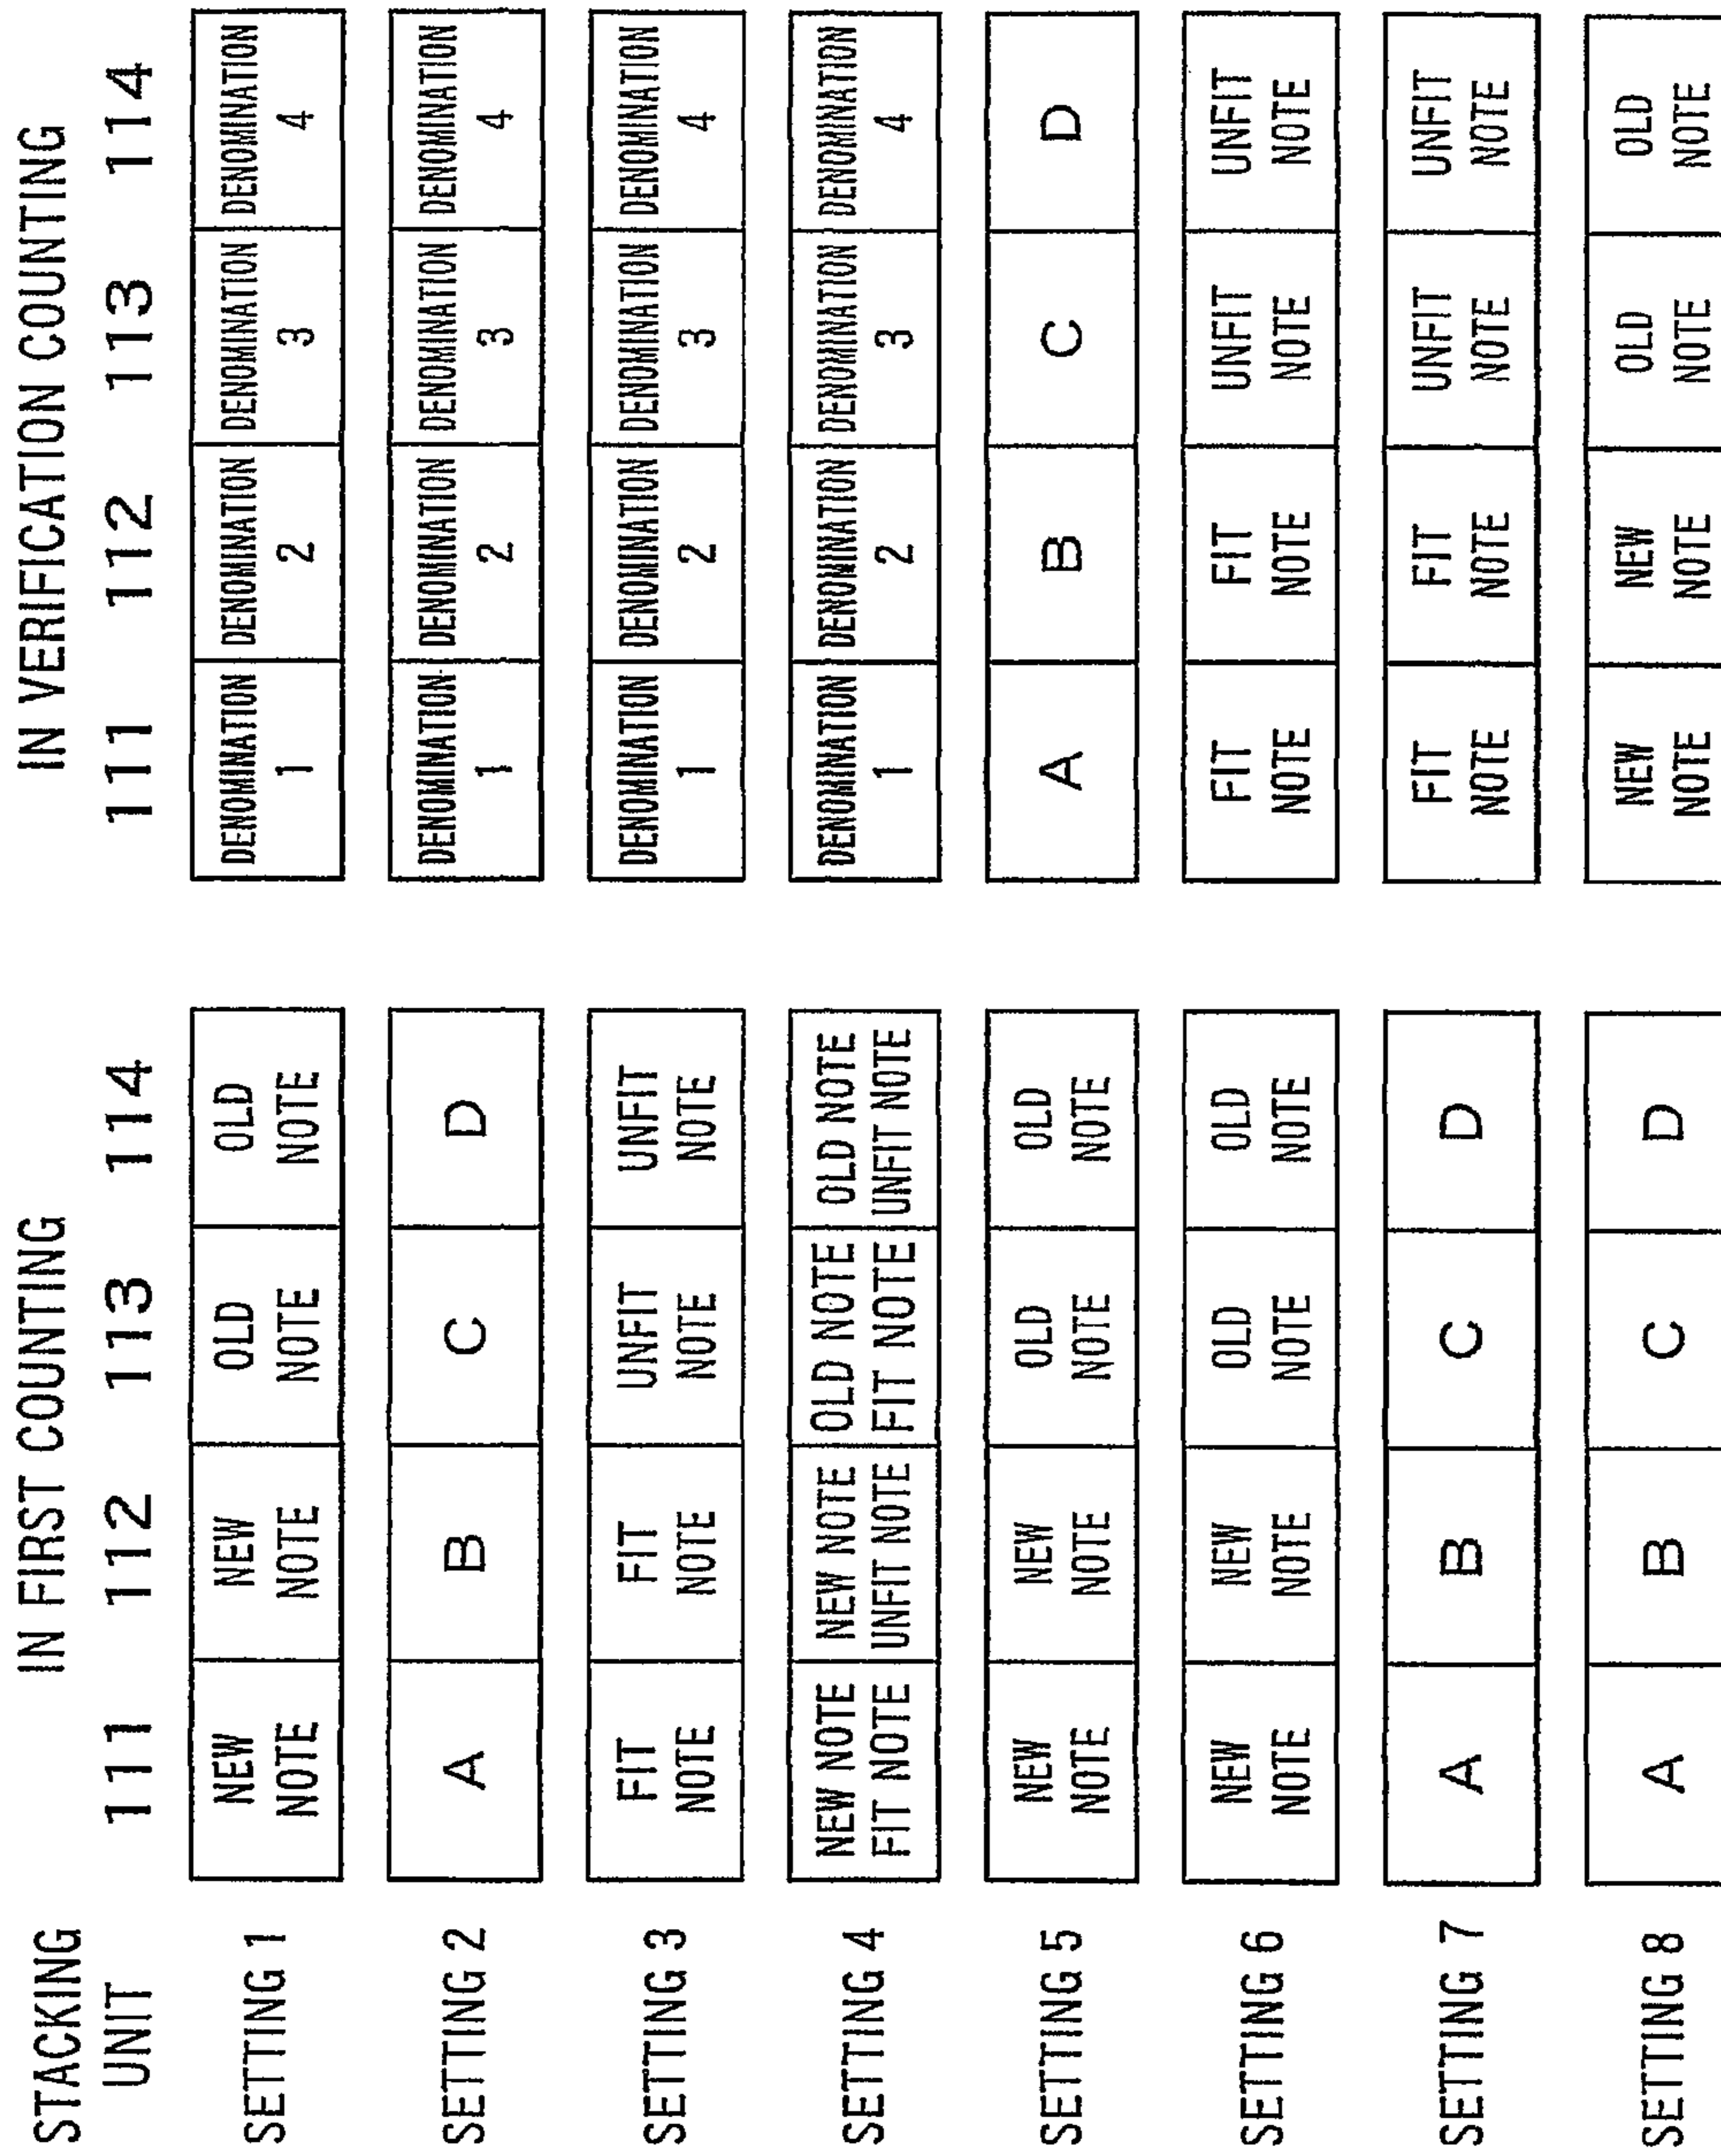 IN FIRST COUNTING
IN VERIFICATION COUNTING
STACKING
UNIT
111 112 113 114 111 112 113 114
SETTING 1
NEW
NOTE
NEW
NOTE
OLD
NOTE
OLD
NOTE
DENOMINATION
1
DENOMINATION
2
DENOMINATION
3
DENOMINATION
4
SETTING 2
A
B
C
D
DENOMINATION
1
DENOMINATION
2
DENOMINATION
3
DENOMINATION
4
SETTING 3
FIT
NOTE
FIT
NOTE
UNFIT
NOTE
UNFIT
NOTE
DENOMINATION
1
DENOMINATION
2
DENOMINATION
3
DENOMINATION
4
SETTING 4
NEW NOTE
FIT NOTE
NEW NOTE
UNFIT NOTE
OLD NOTE
FIT NOTE
OLD NOTE
UNFIT NOTE
DENOMINATION
1
DENOMINATION
2
DENOMINATION
3
DENOMINATION
4
SETTING 5
NEW
NOTE
NEW
NOTE
OLD
NOTE
OLD
NOTE
A
B
C
D
SETTING 6
NEW
NOTE
NEW
NOTE
OLD
NOTE
OLD
NOTE
FIT
NOTE
FIT
NOTE
UNFIT
NOTE
UNFIT
NOTE
SETTING 7
A
B
C
D
FIT
NOTE
FIT
NOTE
UNFIT
NOTE
UNFIT
NOTE
SETTING 8
A
B
C
D
NEW
NOTE
NEW
NOTE
OLD
NOTE
OLD
NOTE